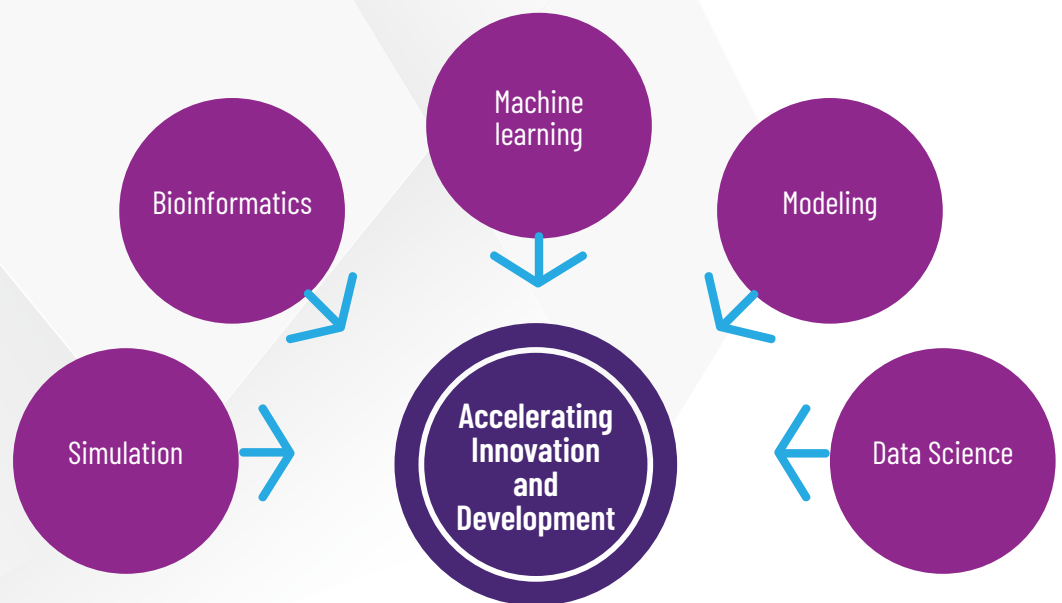 Machine
learning
Bioinformatics
Modeling
Simulation
Accelerating
Innovation
and
Development
Data Science